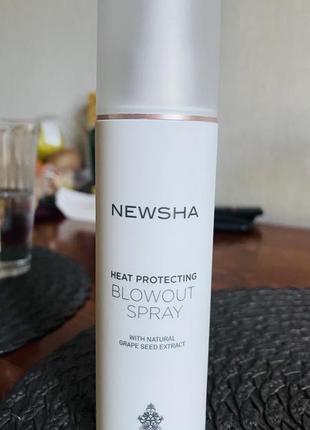 NEWSHA
HEAT PROTECTING
BLOWOUT
SPRAY
WITH NATURAL
GRAPE SEED EXTRACT